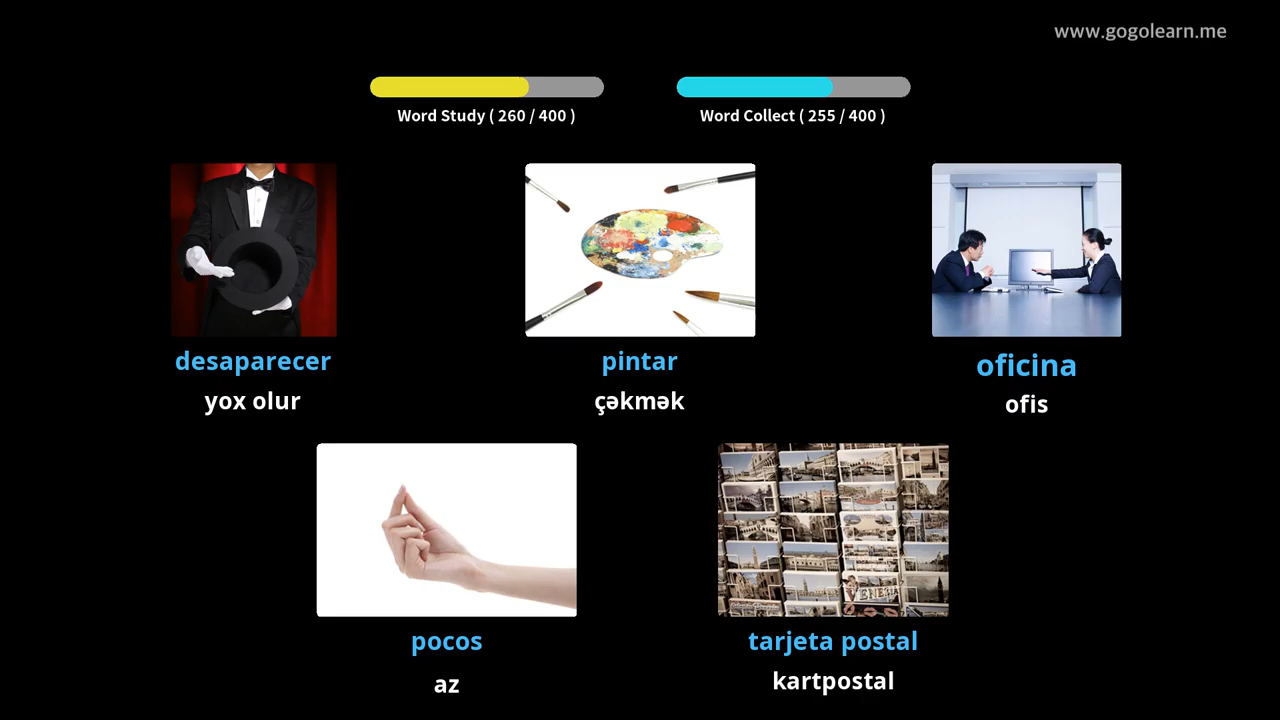 www.gogolearn.me
Word Study ( 260 / 400 )
Word Collect ( 255 / 400 )
desaparecer
yox olur
pintar
çəkmək
oficina
ofis
pocos
az
tarjeta postal
kartpostal